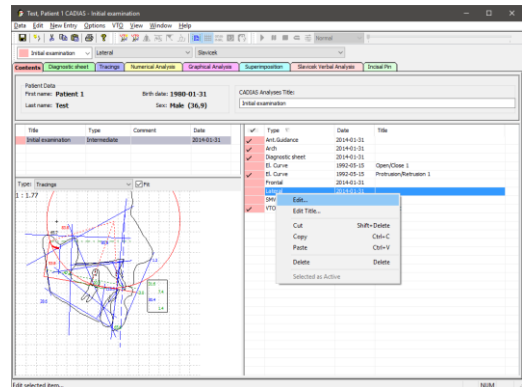 Test, Patient 1 CADIAS - Initial examination
Data Edit New Entry Options VTO View Window Help
Normal
Initial examination Lateral Slavicek
Contents Diagnostic sheet Tracings Numerical Analysis Graphical Analysis Superimposition Slavicek Verbal Analysis Incisal Pin
Patient Data
First name: Patient 1 Birth date: 1980-01-31
Last name: Test Sex: Male (36,9)
CADIAS Analyses Title:
Initial examination
Title Type Comment Date
Initial examination Intermediate 2014-01-31
Type: Tracings Fit
1 : 1.77
Type Date Title
Ant.Guidance 2014-01-31
Arch 2014-01-31
Diagnostic sheet 2014-01-31
El. Curve 1992-05-15 Open/Close 1
El. Curve 1992-05-15 Protrusion/Retrusion 1
Frontal 2014-01-31
Lateral 2014-01-31
SMV
VTO
Edit...
Edit Title...
Cut Shift+Delete
Copy Ctrl+C
Paste Ctrl+V
Delete Delete
Selected as Active
Edit selected item... NUM